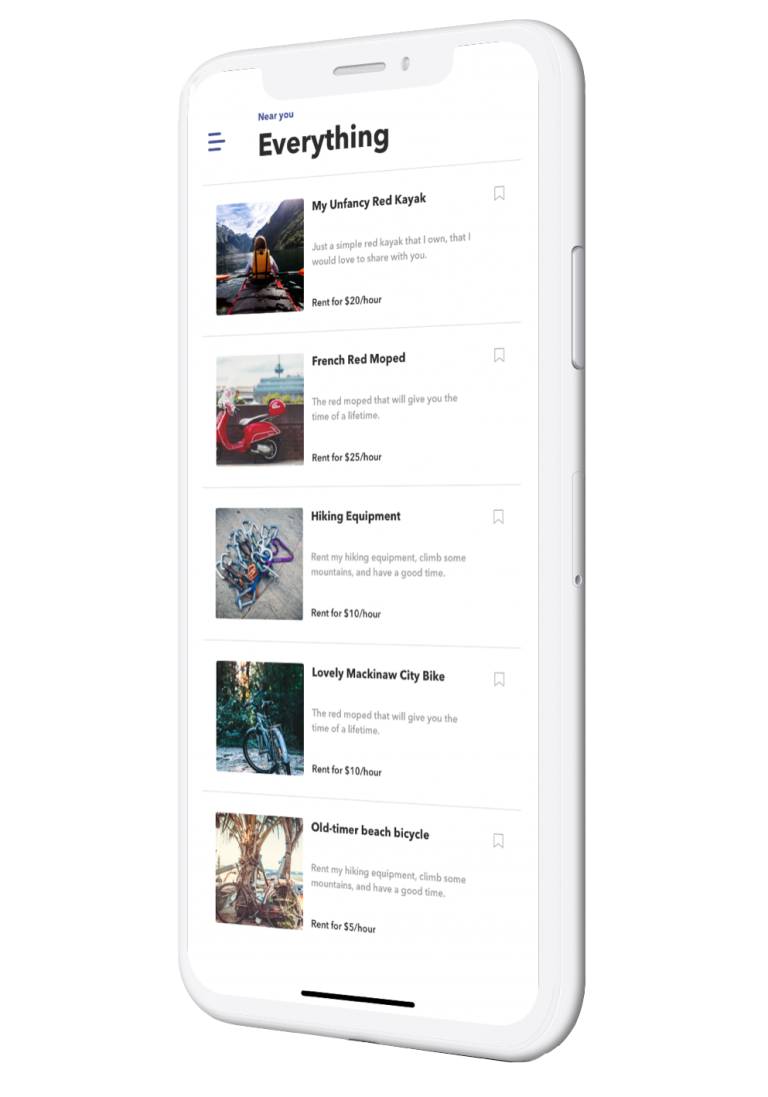 Near you
Everything
My Unfancy Red Kayak
Just a simple red kayak that I own, that I
would love to share with you.
Rent for $20/hour
French Red Moped
The red moped that will give you the
time of a lifetime.
Rent for $25/hour
Hiking Equipment
Rent my hiking equipment, climb some
mountains, and have a good time.
Rent for $10/hour
Lovely Mackinaw City Bike
The red moped that will give you the
time of a lifetime.
Rent for $10/hour
Old-timer beach bicycle
Rent my hiking equipment, climb some
mountains, and have a good time.
Rent for $5/hour